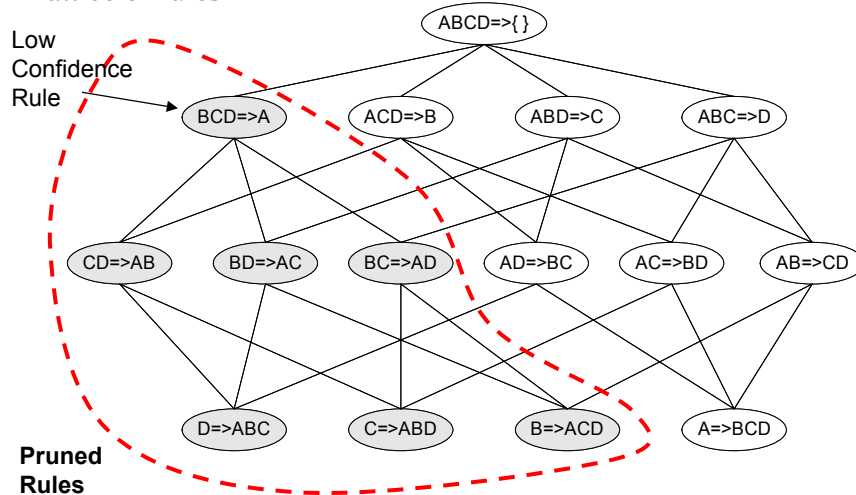 ABCD=>{ }
Low
Confidence
Rule
BCD=>A
ACD=>B
ABD=>C
ABC=>D
CD=>AB
BD=>AC
BC=>AD
AD=>BC
AC=>BD
AB=>CD
D=>ABC
C=>ABD
B=>ACD
A=>BCD
Pruned
Rules